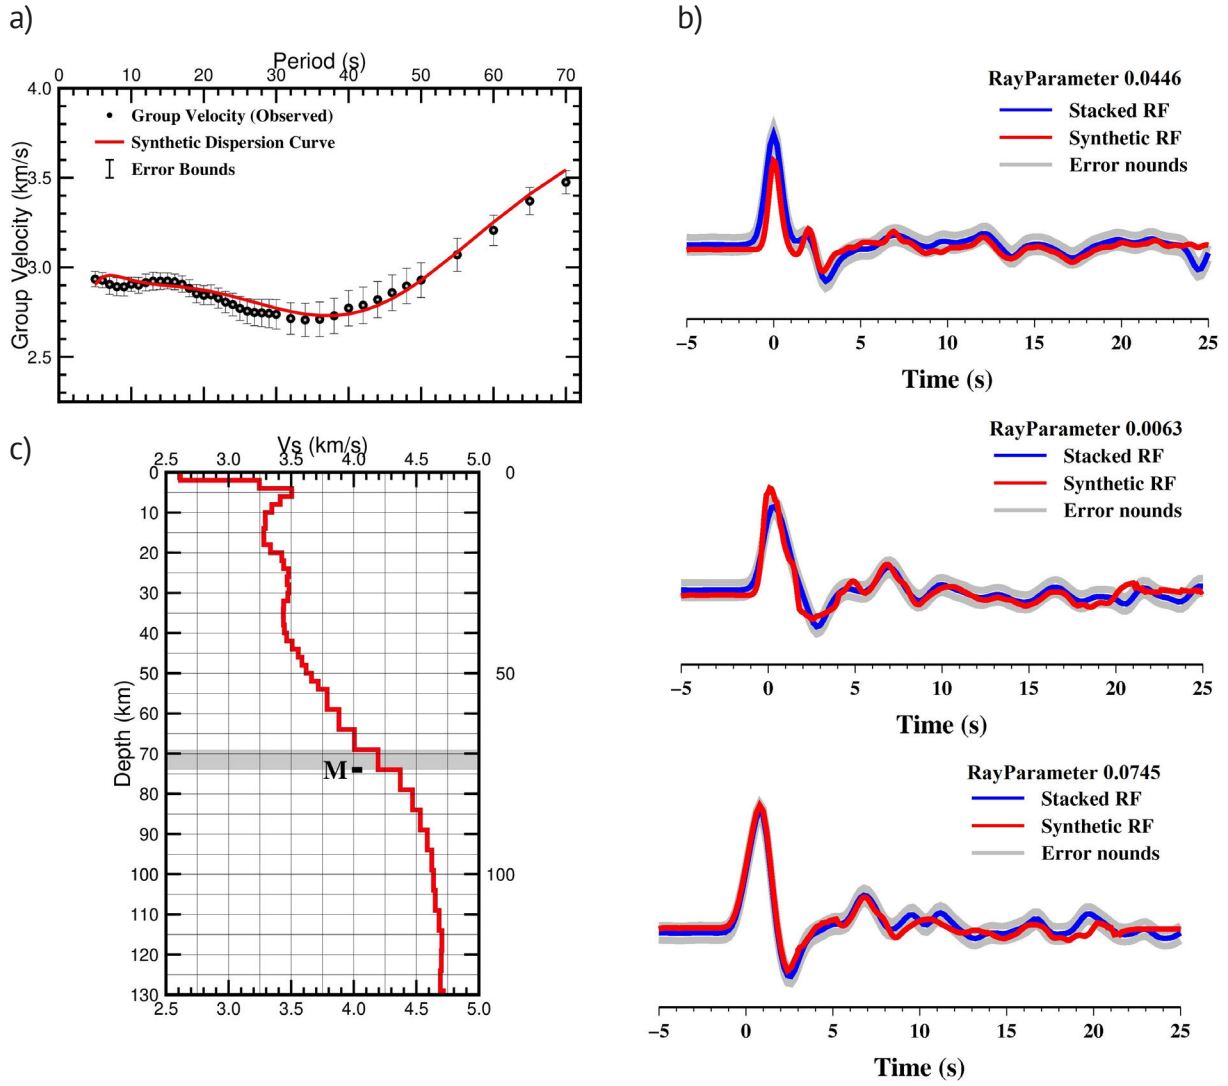 a)
Period (s)
0 10 20 30 40 50 60 70
4.0
3.5
3.0
2.5
Group Velocity (km/s)
Group Velocity (Observed)
Synthetic Dispersion Curve
Error Bounds
b)
RayParameter 0.0446
Stacked RF
Synthetic RF
Error nounds
−5 0 5 10 15 20 25
Time (s)
RayParameter 0.0063
Stacked RF
Synthetic RF
Error nounds
−5 0 5 10 15 20 25
Time (s)
RayParameter 0.0745
Stacked RF
Synthetic RF
Error nounds
−5 0 5 10 15 20 25
Time (s)
c)
Vs (km/s)
2.5 3.0 3.5 4.0 4.5 5.0
0
10
20
30
40
50
60
70
80
90
100
110
120
130
Depth (km)
M
0
50
100
2.5 3.0 3.5 4.0 4.5 5.0